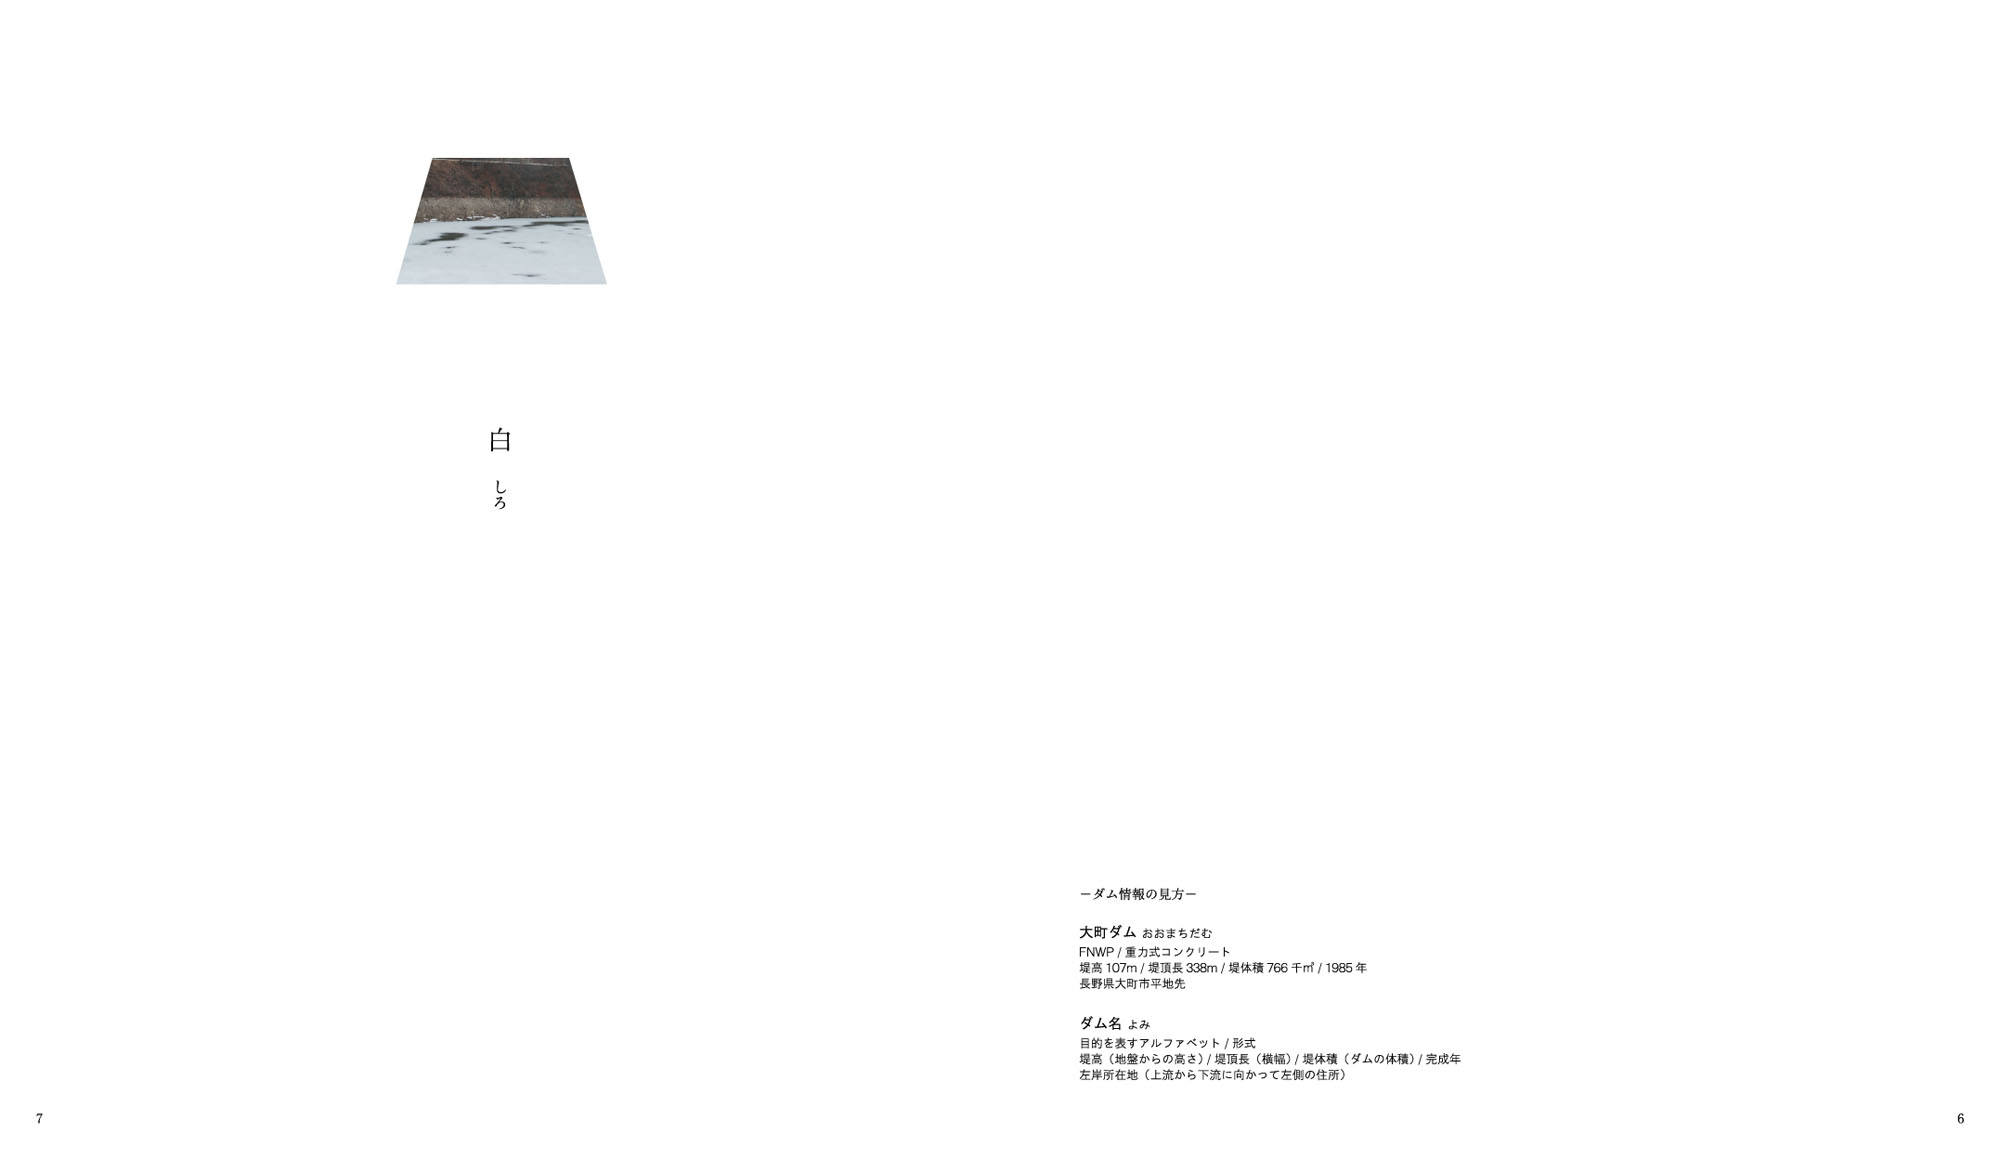 ーダム情報の見方ー
大町ダム おおまちだむ
FNWP / 重力式コンクリート
堤高 107m / 堤頂長 338m / 堤体積 766 千㎥ / 1985 年
長野県大町市平地先
ダム名 よみ
目的を表すアルファベット / 形式
堤高（地盤からの高さ）/ 堤頂長（横幅）/ 堤体積（ダムの体積）/ 完成年
左岸所在地（上流から下流に向かって左側の住所）
6
白 しろ
7